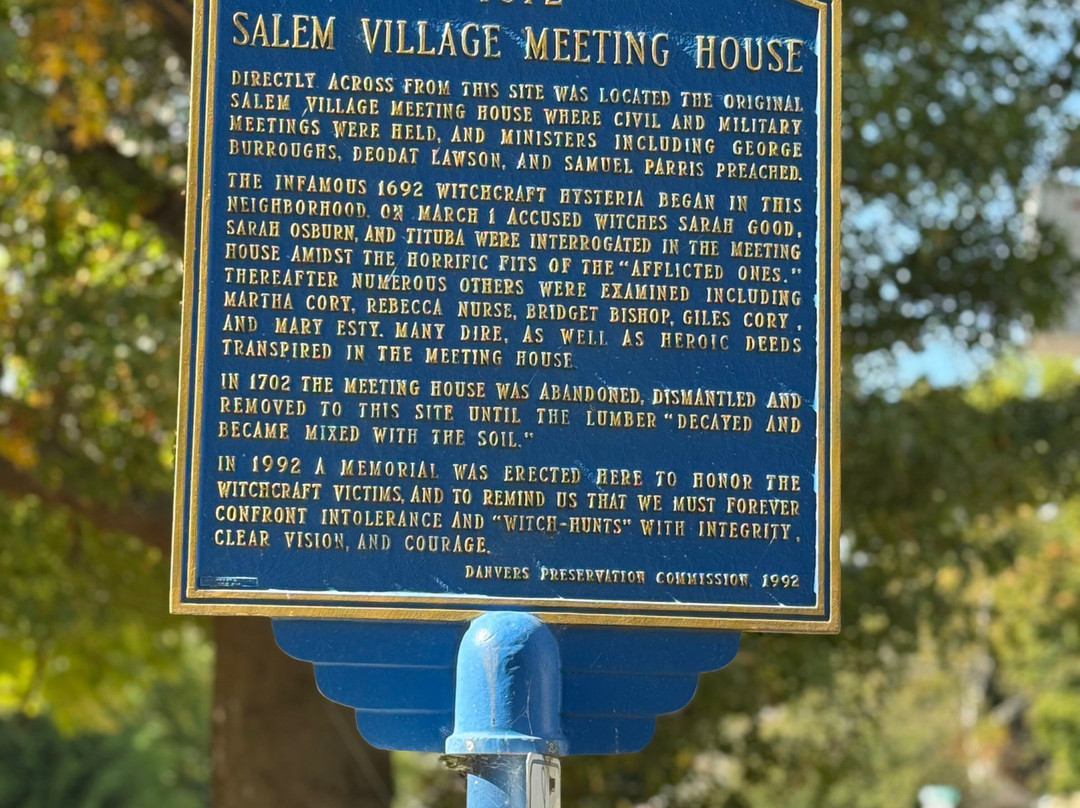 SALEM VILLAGE MEETING HOUSE
DIRECTLY ACROSS FROM THIS SITE WAS LOCATED THE ORIGINAL
SALEM VILLAGE MEETING HOUSE WHERE CIVIL AND MILITARY
MEETINGS WERE HELD, AND MINISTERS INCLUDING GEORGE
BURROUGHS, DEODAT LAWSON, AND SAMUEL PARRIS PREACHED.
THE INFAMOUS 1692 WITCHCRAFT HYSTERIA BEGAN IN THIS
NEIGHBORHOOD. ON MARCH 1 ACCUSED WITCHES SARAH GOOD,
SARAH OSBURN, AND TITUBA WERE INTERROGATED IN THE MEETING
HOUSE AMIDST THE HORRIFIC FITS OF THE "AFFLICTED ONES."
THEREAFTER NUMEROUS OTHERS WERE EXAMINED INCLUDING
MARTHA CORY, REBECCA NURSE, BRIDGET BISHOP, GILES CORY,
AND MARY ESTY. MANY DIRE, AS WELL AS HEROIC DEEDS
TRANSPIRED IN THE MEETING HOUSE.
IN 1702 THE MEETING HOUSE WAS ABANDONED, DISMANTLED AND
REMOVED TO THIS SITE UNTIL THE LUMBER "DECAYED AND
BECAME MIXED WITH THE SOIL."
IN 1992 A MEMORIAL WAS ERECTED HERE TO HONOR THE
WITCHCRAFT VICTIMS, AND TO REMIND US THAT WE MUST FOREVER
CONFRONT INTOLERANCE AND "WITCH-HUNTS" WITH INTEGRITY,
CLEAR VISION, AND COURAGE.
DANVERS PRESERVATION COMMISSION, 1992